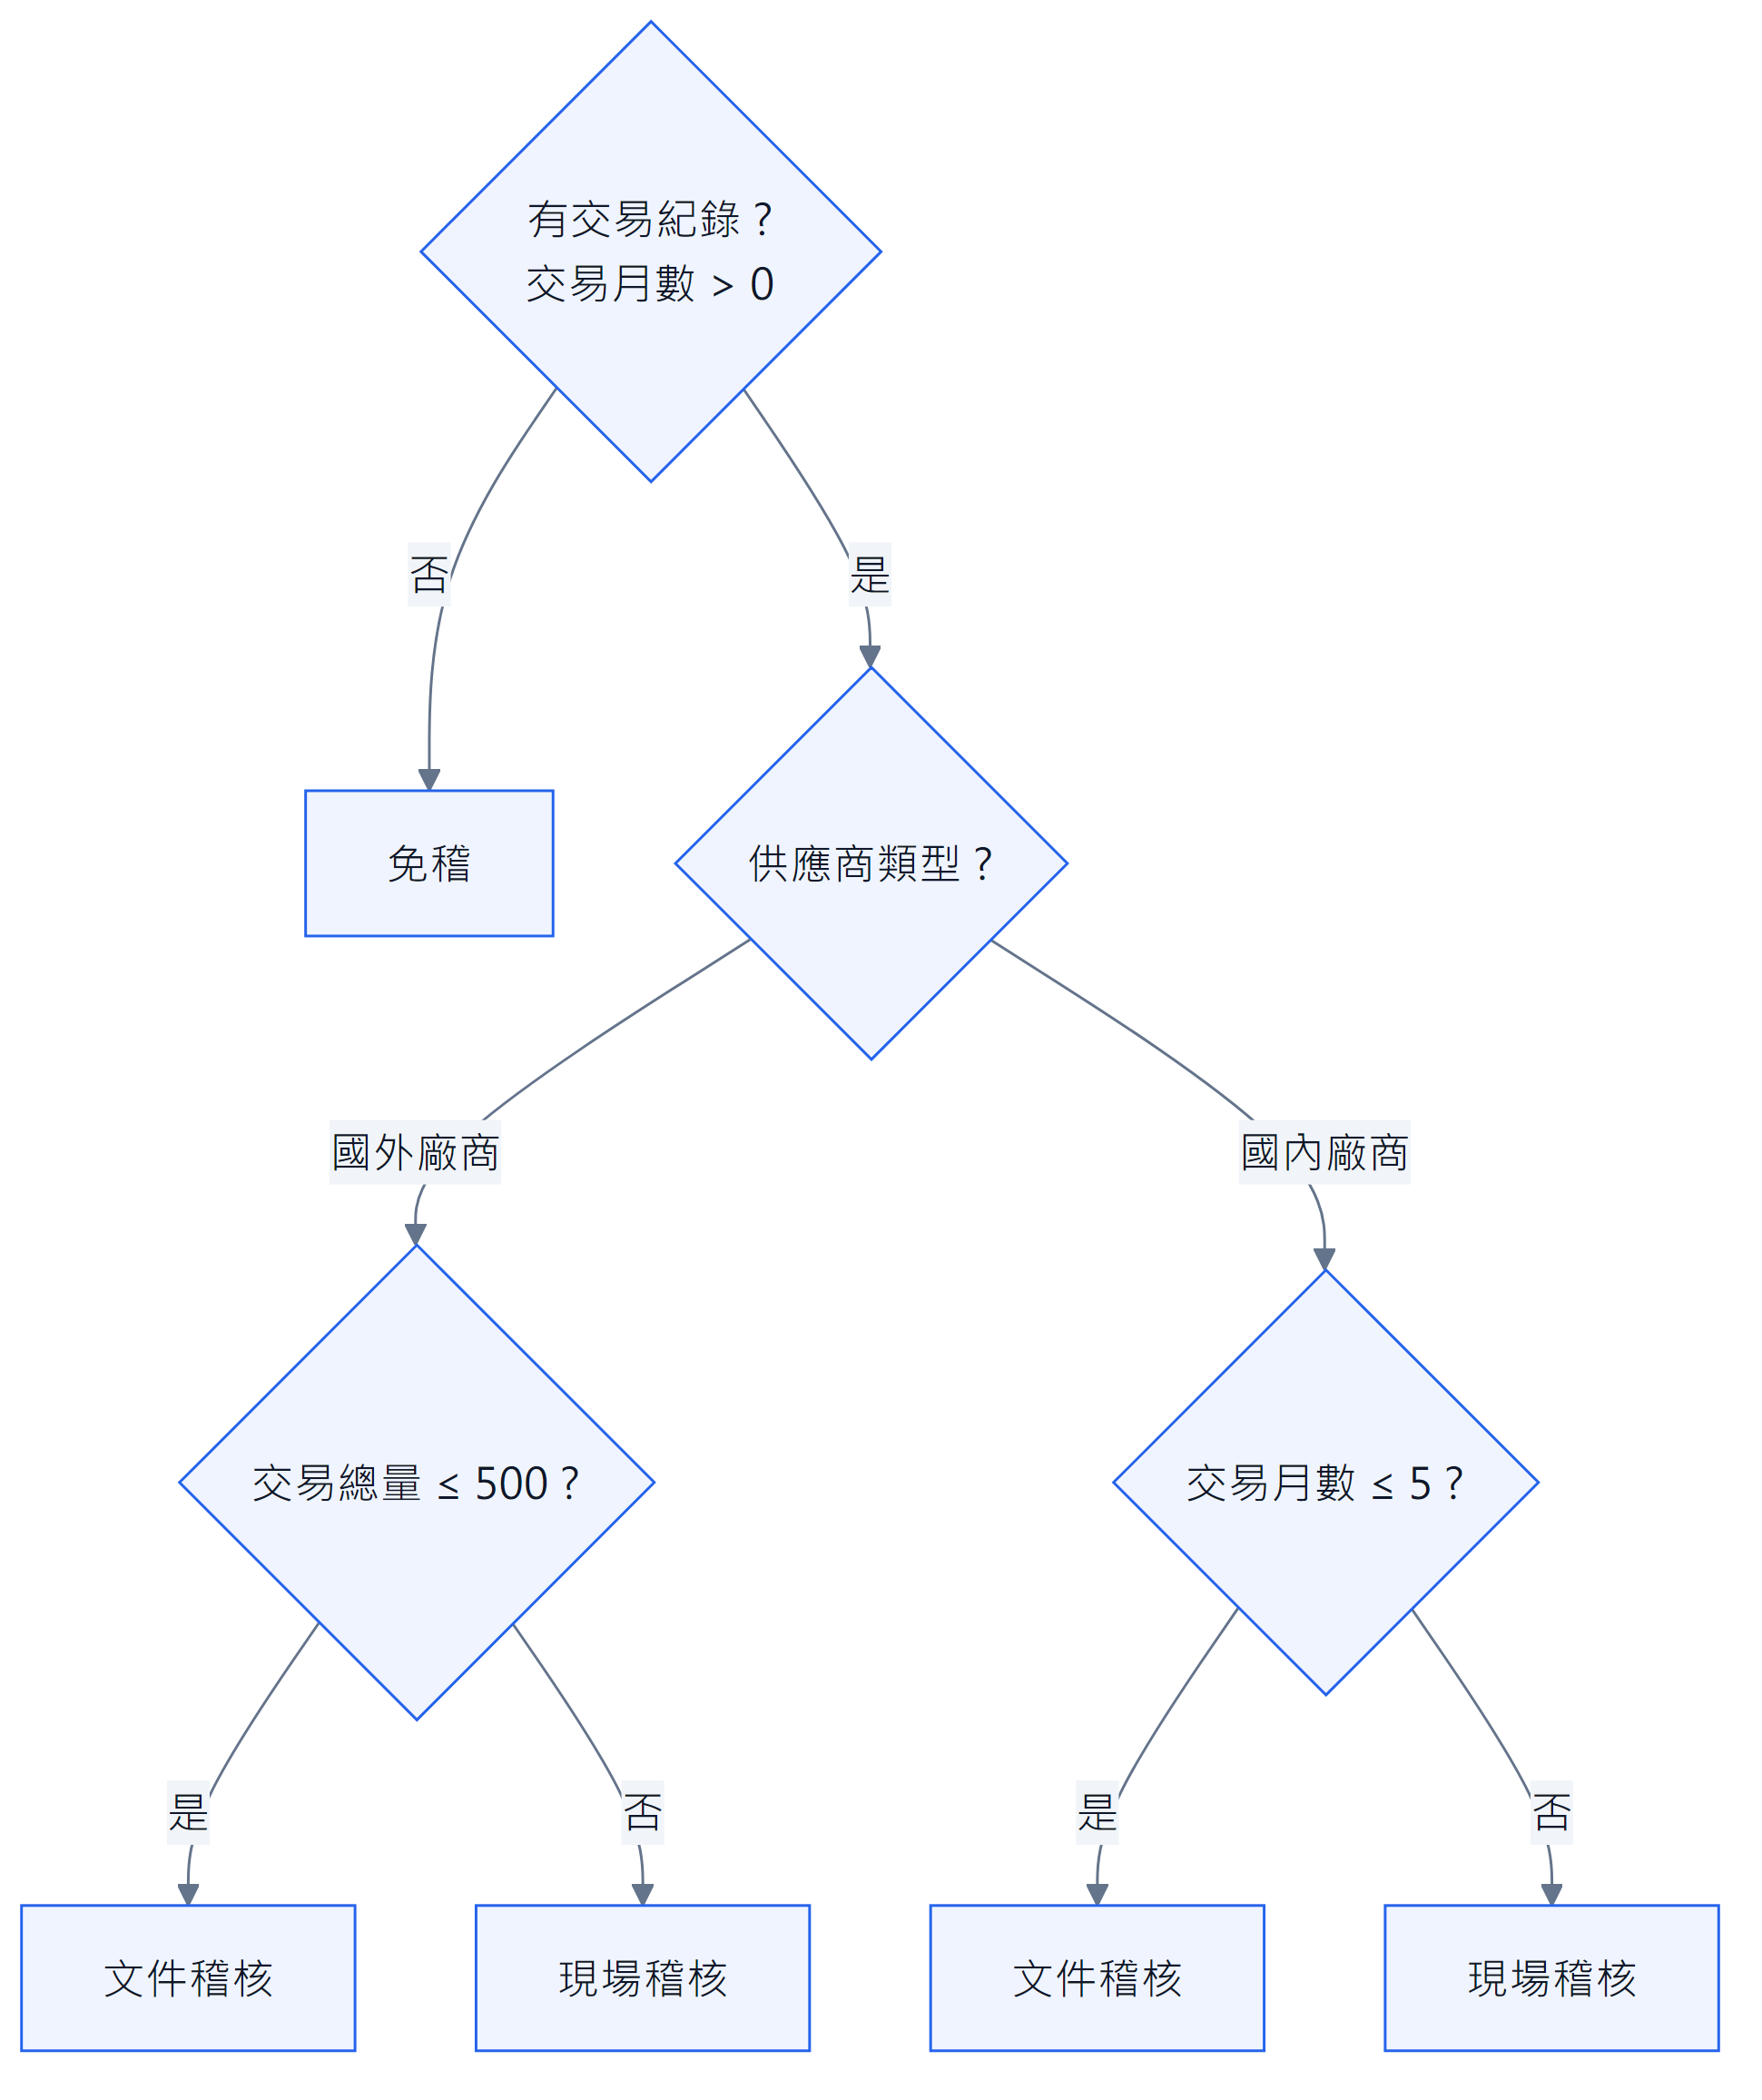 有交易紀錄？
交易月數 > 0
否
是
免稽
供應商類型？
國外廠商
國內廠商
交易總量 ≤ 500？
交易月數 ≤ 5？
是
否
是
否
文件稽核
現場稽核
文件稽核
現場稽核